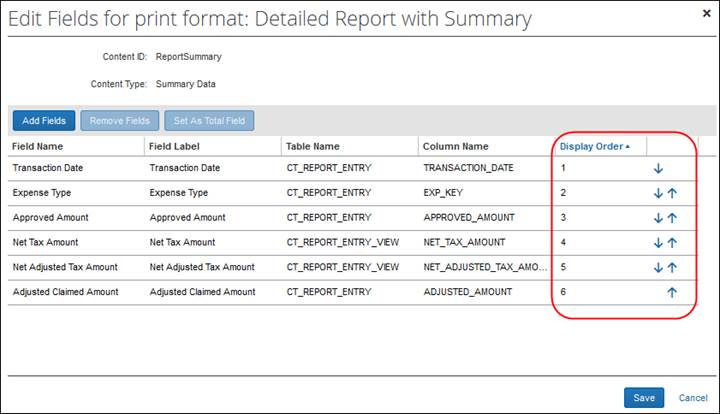 Edit Fields for print format: Detailed Report with Summary
Content ID: ReportSummary
Content Type: Summary Data
Add Fields Remove Fields Set As Total Field
Field Name Field Label Table Name Column Name Display Order
Transaction Date Transaction Date CT_REPORT_ENTRY TRANSACTION_DATE 1
Expense Type Expense Type CT_REPORT_ENTRY EXP_KEY 2
Approved Amount Approved Amount CT_REPORT_ENTRY APPROVED_AMOUNT 3
Net Tax Amount Net Tax Amount CT_REPORT_ENTRY_VIEW NET_TAX_AMOUNT 4
Net Adjusted Tax Amount Net Adjusted Tax Amount CT_REPORT_ENTRY_VIEW NET_ADJUSTED_TAX_AMO... 5
Adjusted Claimed Amount Adjusted Claimed Amount CT_REPORT_ENTRY ADJUSTED_AMOUNT 6
Save Cancel